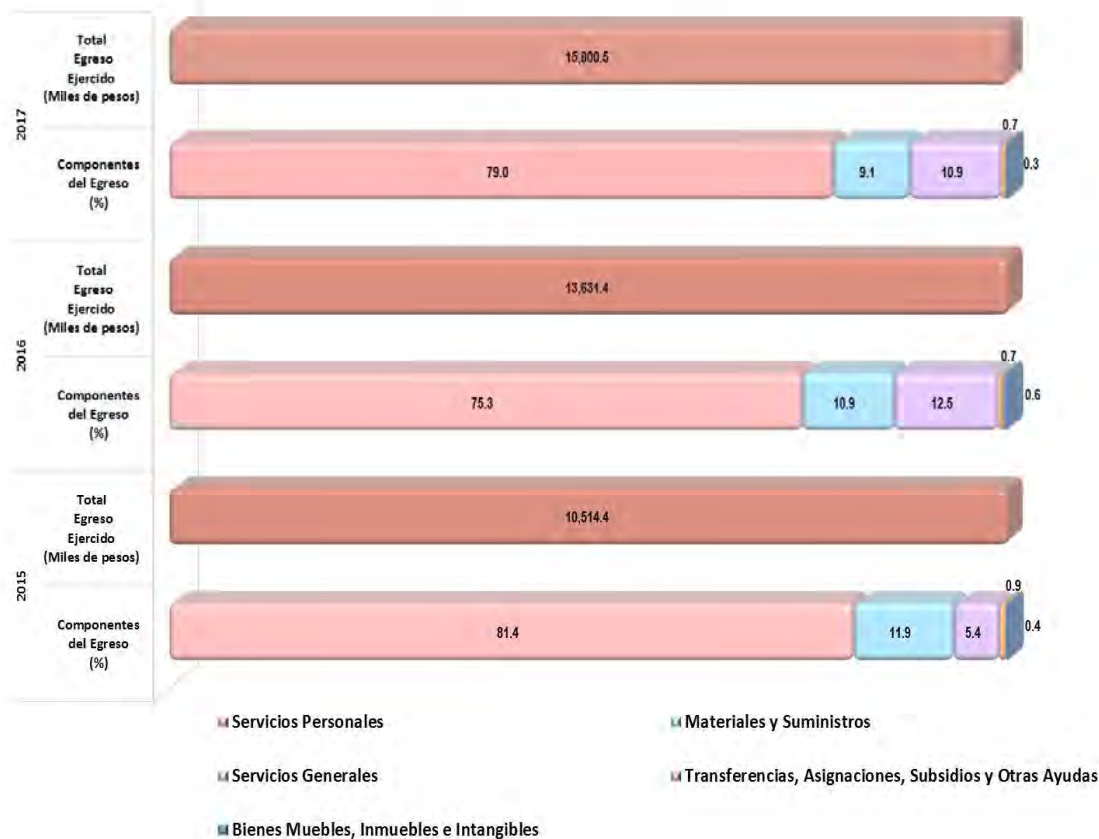 2017
Total
Egreso
Ejercido
(Miles de pesos)
15,800.5
Componentes
del Egreso
(%)
79.0
9.1
10.9
0.7
0.3
2016
Total
Egreso
Ejercido
(Miles de pesos)
13,631.4
Componentes
del Egreso
(%)
75.3
10.9
12.5
0.7
0.6
2015
Total
Egreso
Ejercido
(Miles de pesos)
10,514.4
Componentes
del Egreso
(%)
81.4
11.9
5.4
0.9
0.4
Servicios Personales
Materiales y Suministros
Servicios Generales
Transferencias, Asignaciones, Subsidios y Otras Ayudas
Bienes Muebles, Inmuebles e Intangibles